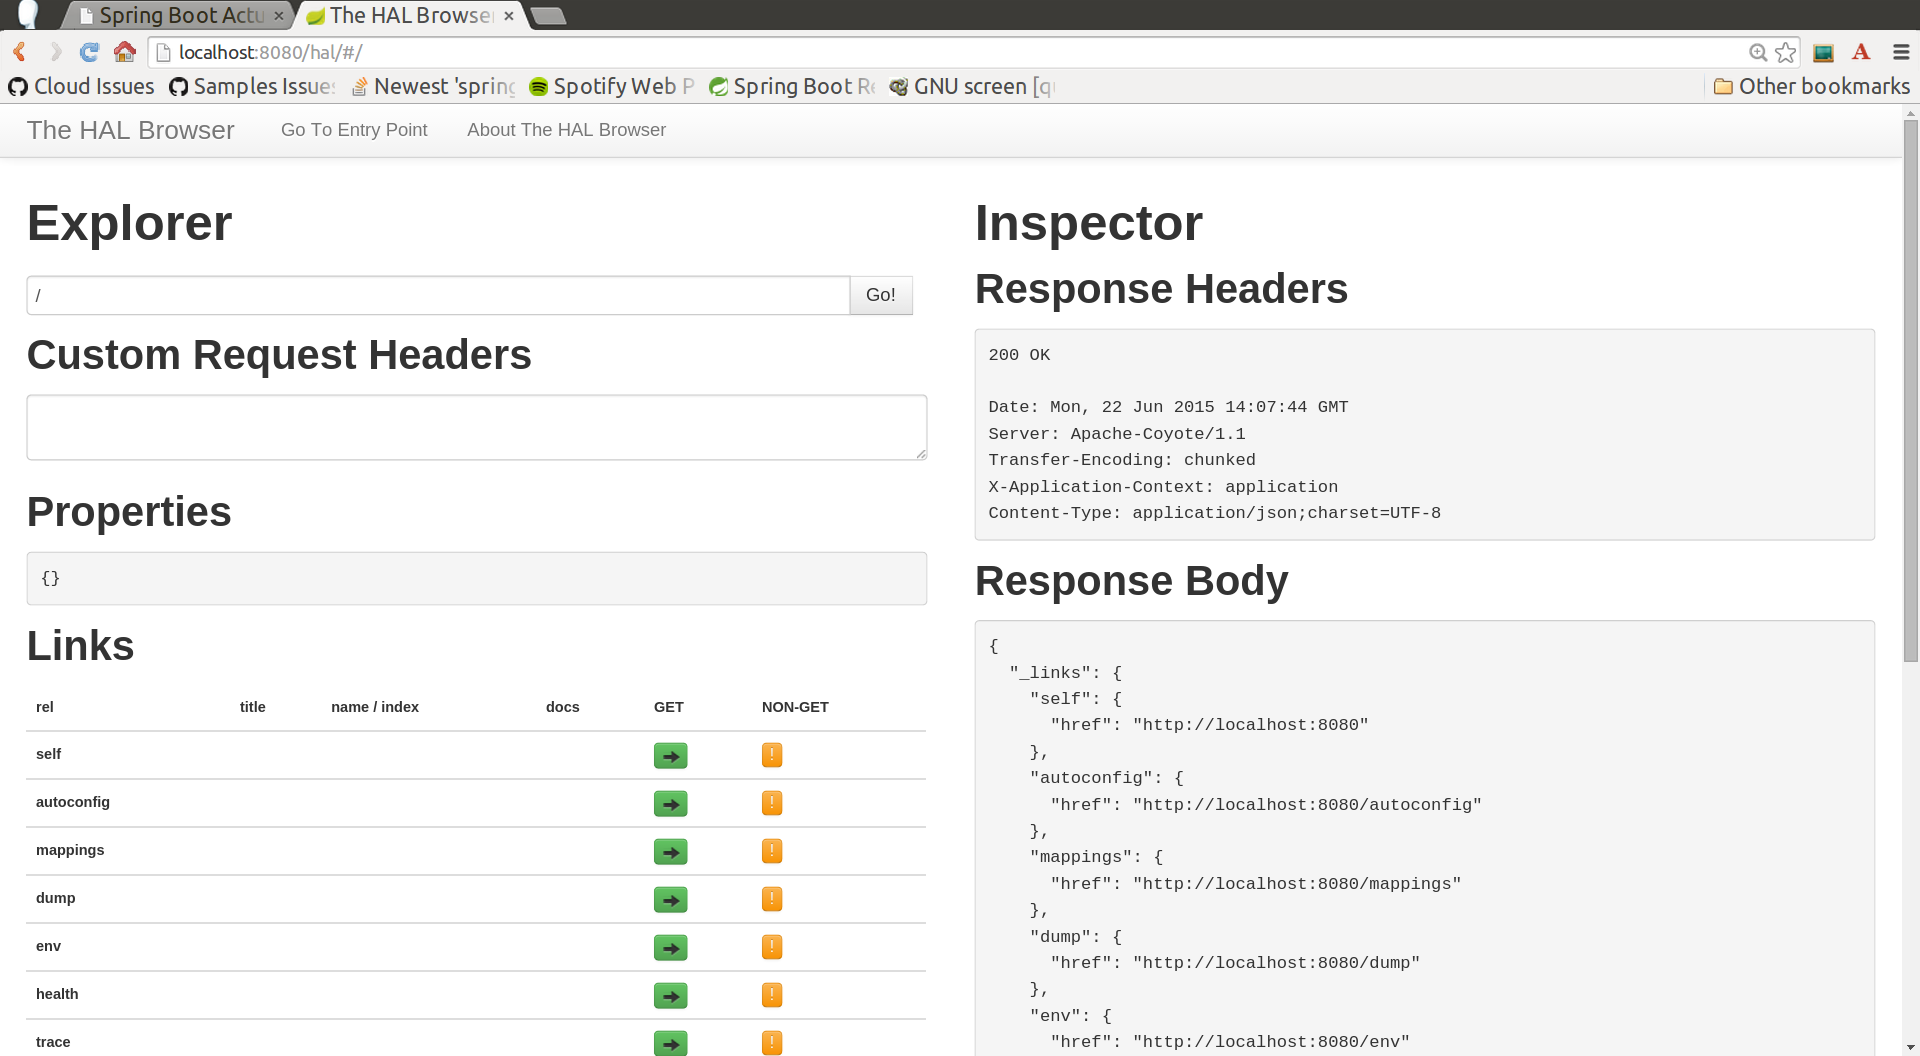 Spring Boot Actu
The HAL Browse
localhost:8080/hal/#/
Cloud Issues
Samples Issues
Newest 'spring
Spotify Web P
Spring Boot Re
GNU screen [q
Other bookmarks
The HAL Browser
Go To Entry Point
About The HAL Browser
Explorer
/
Go!
Custom Request Headers
Properties
{}
Links
rel title name / index docs GET NON-GET
self
!
autoconfig
!
mappings
!
dump
!
env
!
health
!
trace
!
Inspector
Response Headers
200 OK
Date: Mon, 22 Jun 2015 14:07:44 GMT
Server: Apache-Coyote/1.1
Transfer-Encoding: chunked
X-Application-Context: application
Content-Type: application/json;charset=UTF-8
Response Body
{
"_links": {
"self": {
"href": "http://localhost:8080"
},
"autoconfig": {
"href": "http://localhost:8080/autoconfig"
},
"mappings": {
"href": "http://localhost:8080/mappings"
},
"dump": {
"href": "http://localhost:8080/dump"
},
"env": {
"href": "http://localhost:8080/env"